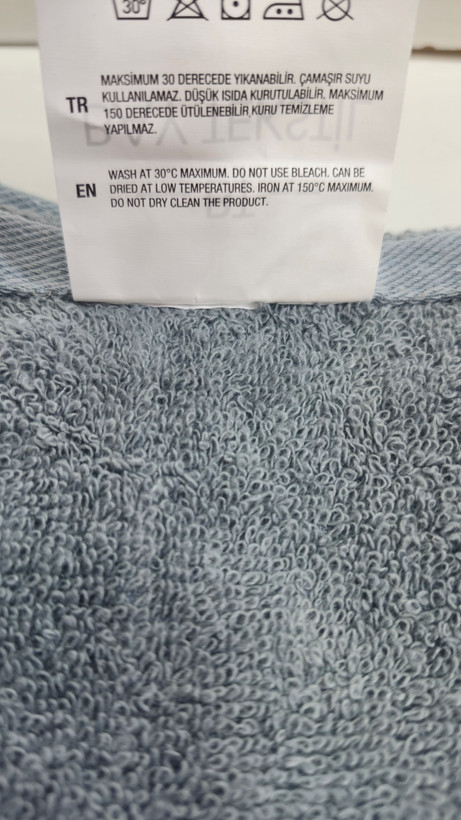 30°
MAKSİMUM 30 DERECEDE YIKANABİLİR. ÇAMAŞIR SUYU
TR KULLANILAMAZ. DÜŞÜK ISIDA KURUTULABİLİR. MAKSİMUM
150 DERECEDE ÜTÜLENEBİLİR,KURU TEMİZLEME
YAPILMAZ.
WASH AT 30°C MAXIMUM. DO NOT USE BLEACH. CAN BE
EN DRIED AT LOW TEMPERATURES. IRON AT 150°C MAXIMUM.
DO NOT DRY CLEAN THE PRODUCT.